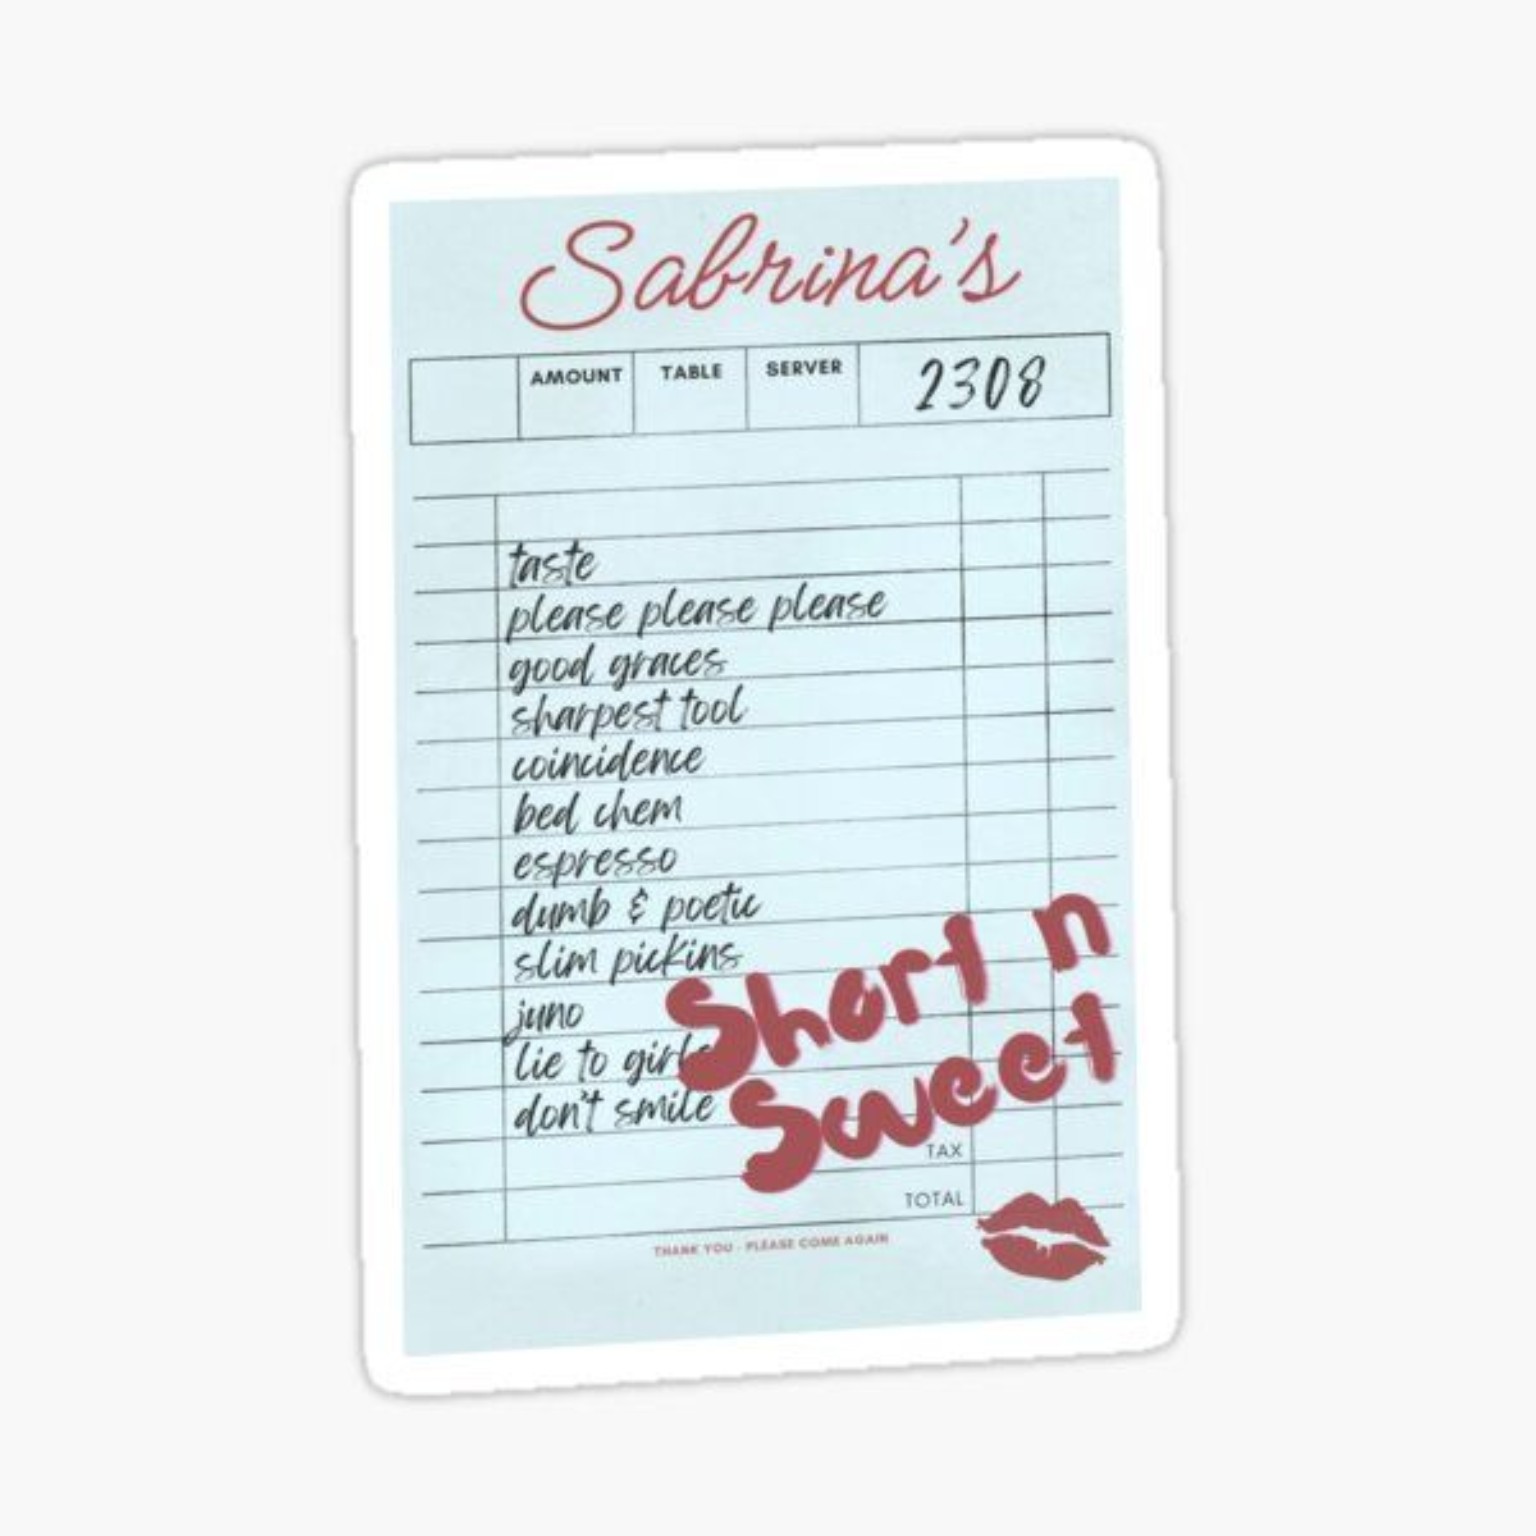 Sabrina's
AMOUNT TABLE SERVER 2308
taste
please please please
good graces
sharpest tool
coincidence
bed chem
espresso
dumb & poetic
slim pickins
juno
lie to girls
don't smile
Short n
Sweet
TAX
TOTAL
THANK YOU - PLEASE COME AGAIN